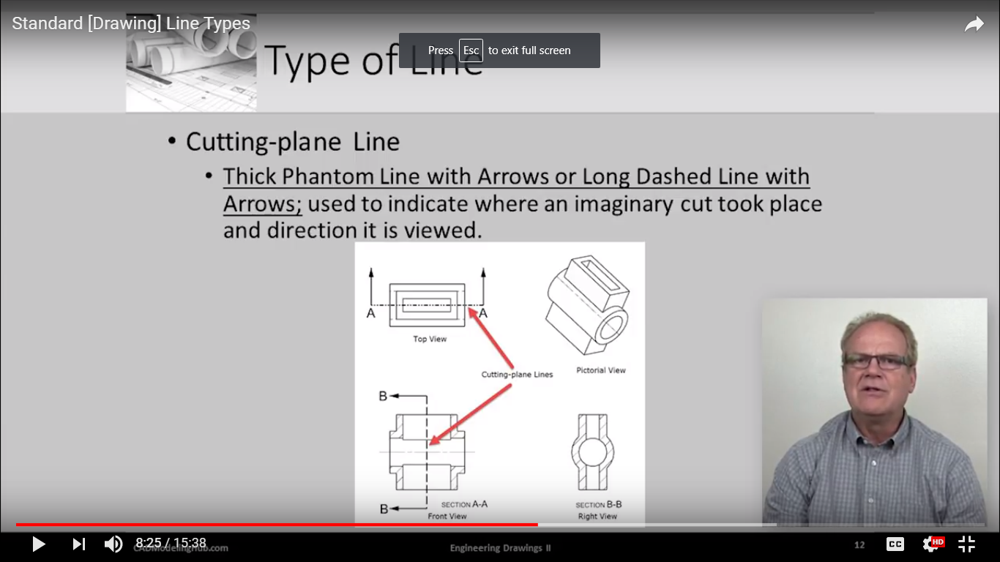 Standard [Drawing] Line Types
Press Esc to exit full screen
Type of Line
• Cutting-plane Line
• Thick Phantom Line with Arrows or Long Dashed Line with
Arrows; used to indicate where an imaginary cut took place
and direction it is viewed.
A A
Top View
Pictorial View
Cutting-plane Lines
B
B
SECTION A-A
Front View
SECTION B-B
Right View
8:25 / 15:38
CADModelingHub.com
Engineering Drawings II
12
CC
HD